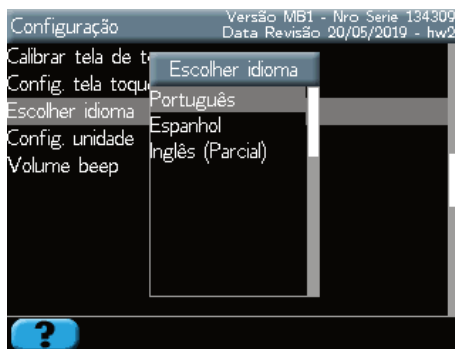 Configuração
Versão MB1 - Nro Serie 134309
Data Revisão 20/05/2019 - hw2
Calibrar tela de t
Config. tela toqu
Escolher idioma
Config. unidade
Volume beep
Escolher idioma
Português
Espanhol
Inglês (Parcial)
?